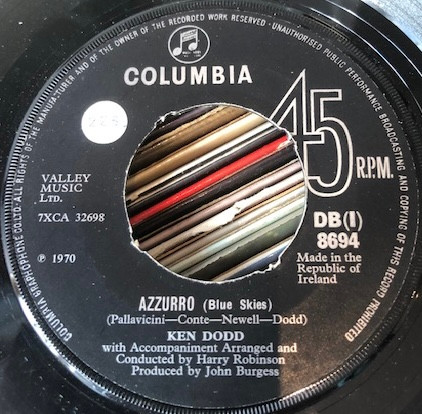 COLUMBIA GRAPHOPHONE CO. LTD.·ALL RIGHTS OF THE MANUFACTURER AND OF THE OWNER OF THE RECORDED WORK RESERVED·UNAUTHORISED PUBLIC PERFORMANCE BROADCASTING AND COPYING OF THIS RECORD PROHIBITED
COLUMBIA
45
R.P.M.
VALLEY
MUSIC
LTD.
7XCA 32698
DB(I)
8694
Made in the
Republic of
Ireland
℗ 1970
AZZURRO (Blue Skies)
(Pallavicini—Conte—Newell—Dodd)
KEN DODD
with Accompaniment Arranged and
Conducted by Harry Robinson
Produced by John Burgess